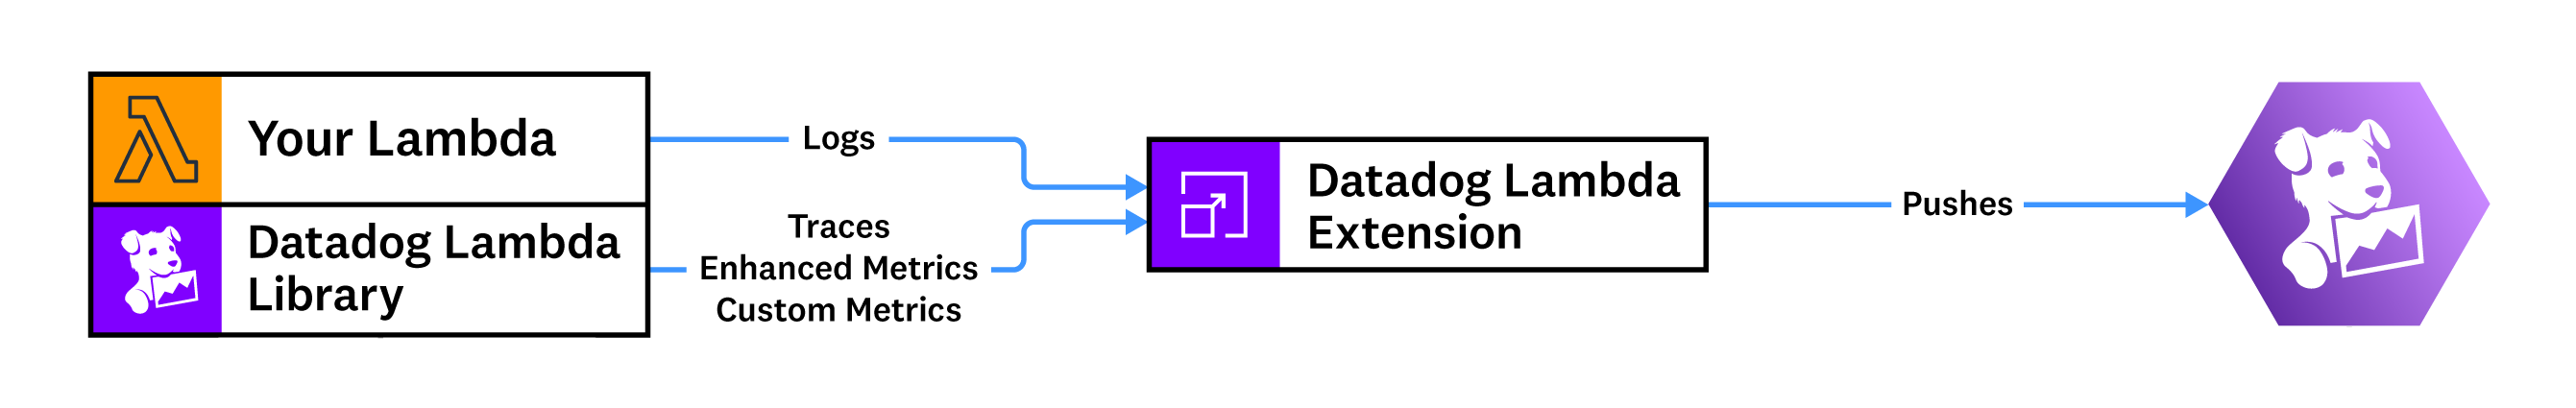 Your Lambda
Datadog Lambda
Library
Logs
Traces
Enhanced Metrics
Custom Metrics
Datadog Lambda
Extension
Pushes